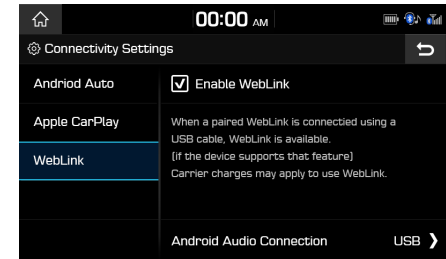 00:00 AM
Connectivity Settings
Andriod Auto
Enable WebLink
Apple CarPlay
When a paired WebLink is connectied using a
USB cable, WebLink is available.
(if the device supports that feature)
Carrier charges may apply to use WebLink.
WebLink
Android Audio Connection USB